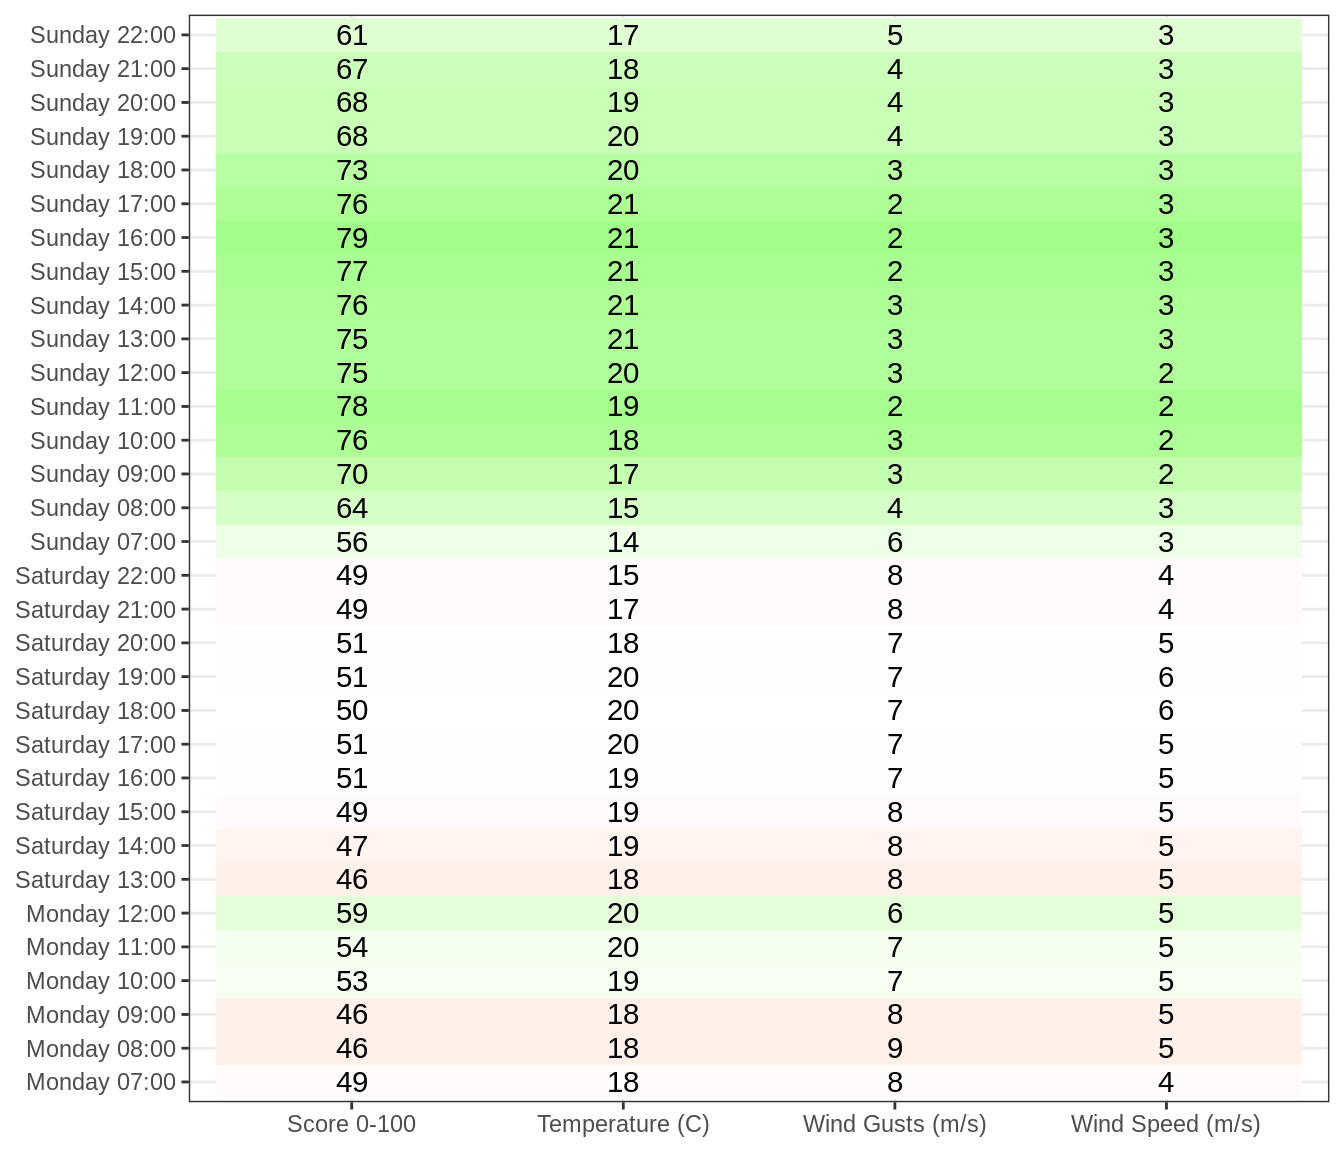 Sunday 22:00 61 17 5 3
Sunday 21:00 67 18 4 3
Sunday 20:00 68 19 4 3
Sunday 19:00 68 20 4 3
Sunday 18:00 73 20 3 3
Sunday 17:00 76 21 2 3
Sunday 16:00 79 21 2 3
Sunday 15:00 77 21 2 3
Sunday 14:00 76 21 3 3
Sunday 13:00 75 21 3 3
Sunday 12:00 75 20 3 2
Sunday 11:00 78 19 2 2
Sunday 10:00 76 18 3 2
Sunday 09:00 70 17 3 2
Sunday 08:00 64 15 4 3
Sunday 07:00 56 14 6 3
Saturday 22:00 49 15 8 4
Saturday 21:00 49 17 8 4
Saturday 20:00 51 18 7 5
Saturday 19:00 51 20 7 6
Saturday 18:00 50 20 7 6
Saturday 17:00 51 20 7 5
Saturday 16:00 51 19 7 5
Saturday 15:00 49 19 8 5
Saturday 14:00 47 19 8 5
Saturday 13:00 46 18 8 5
Monday 12:00 59 20 6 5
Monday 11:00 54 20 7 5
Monday 10:00 53 19 7 5
Monday 09:00 46 18 8 5
Monday 08:00 46 18 9 5
Monday 07:00 49 18 8 4
Score 0-100 Temperature (C) Wind Gusts (m/s) Wind Speed (m/s)